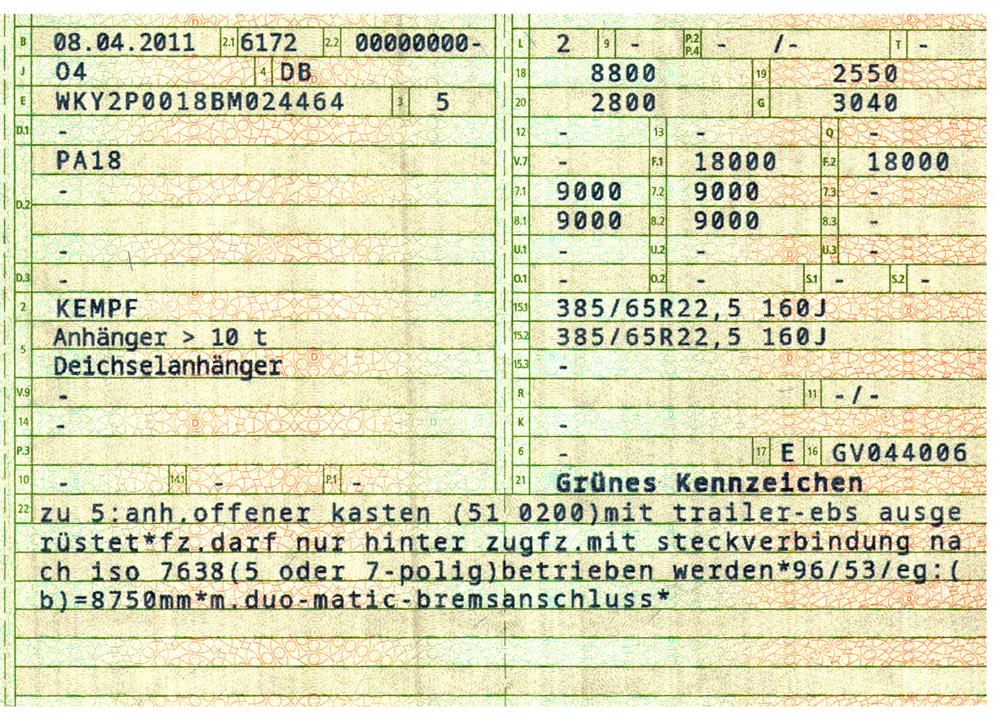 B 08.04.2011 2.1 6172 2.2 00000000-
J O4 4 DB
E WKY2P0018BM024464 3 5
D.1 -
PA18
D.2 -
-
D.3 -
2 KEMPF
5 Anhänger > 10 t
Deichselanhänger
V.9 -
14 -
P.3
10 - 14.1 - P.1 -
L 2 9 - P.2 P.4 - /- T -
18 8800 19 2550
20 2800 G 3040
12 - 13 - Q -
V.7 - F.1 18000 F.2 18000
7.1 9000 7.2 9000 7.3 -
8.1 9000 8.2 9000 8.3 -
U.1 - U.2 - U.3 -
O.1 - O.2 - S.1 - S.2 -
15.1 385/65R22,5 160J
15.2 385/65R22,5 160J
15.3 -
R 11 -/-
K -
6 - 17 E 16 GV044006
21 Grünes Kennzeichen
22 zu 5:anh.offener kasten (51 0200)mit trailer-ebs ausge
rüstet*fz.darf nur hinter zugfz.mit steckverbindung na
ch iso 7638(5 oder 7-polig)betrieben werden*96/53/eg:(
b)=8750mm*m.duo-matic-bremsanschluss*